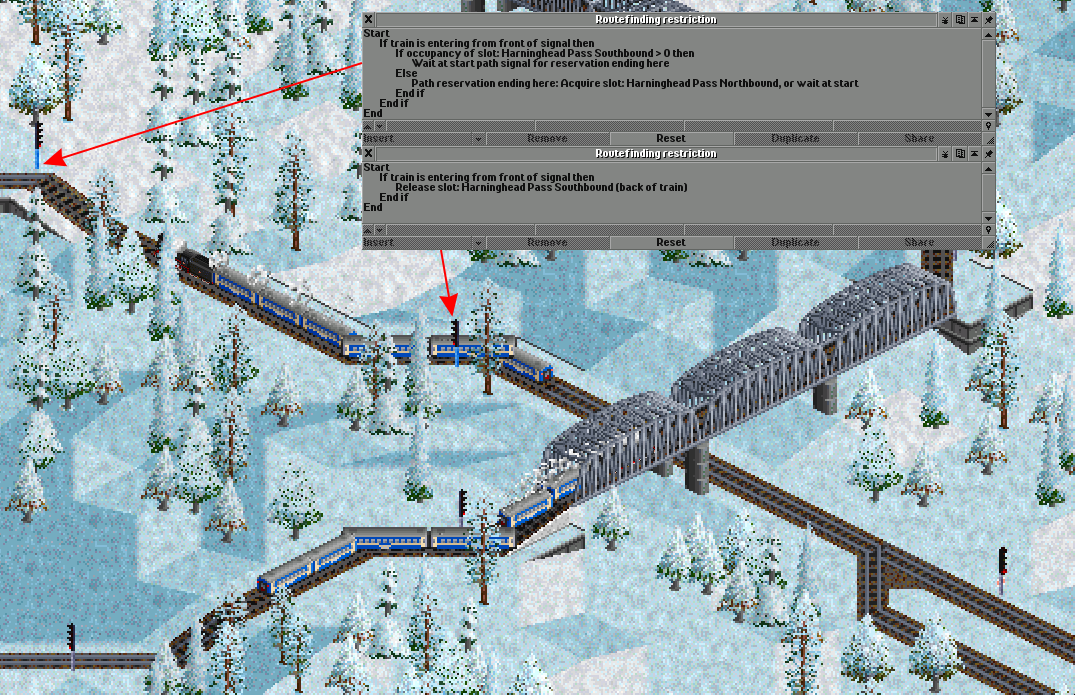 Routefinding restriction
Start
If train is entering from front of signal then
If occupancy of slot: Harninghead Pass Southbound > 0 then
Wait at start path signal for reservation ending here
Else
Path reservation ending here: Acquire slot: Harninghead Pass Northbound, or wait at start
End if
End if
End
Insert Remove Reset Duplicate Share
Routefinding restriction
Start
If train is entering from front of signal then
Release slot: Harninghead Pass Southbound (back of train)
End if
End
Insert Remove Reset Duplicate Share